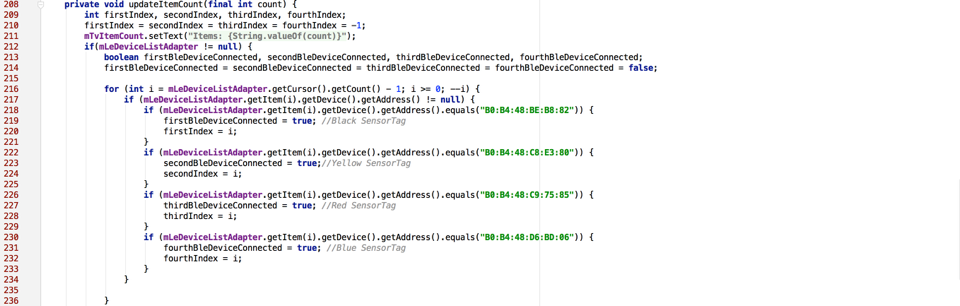 208 private void updateItemCount(final int count) {
209 int firstIndex, secondIndex, thirdIndex, fourthIndex;
210 firstIndex = secondIndex = thirdIndex = fourthIndex = -1;
211 mTvItemCount.setText("Items: {String.valueOf(count)}");
212 if(mLeDeviceListAdapter != null) {
213 boolean firstBleDeviceConnected, secondBleDeviceConnected, thirdBleDeviceConnected, fourthBleDeviceConnected;
214 firstBleDeviceConnected = secondBleDeviceConnected = thirdBleDeviceConnected = fourthBleDeviceConnected = false;
215
216 for (int i = mLeDeviceListAdapter.getCursor().getCount() - 1; i >= 0; --i) {
217 if (mLeDeviceListAdapter.getItem(i).getDevice().getAddress() != null) {
218 if (mLeDeviceListAdapter.getItem(i).getDevice().getAddress().equals("B0:B4:48:BE:B8:82")) {
219 firstBleDeviceConnected = true; //Black SensorTag
220 firstIndex = i;
221 }
222 if (mLeDeviceListAdapter.getItem(i).getDevice().getAddress().equals("B0:B4:48:C8:E3:80")) {
223 secondBleDeviceConnected = true;//Yellow SensorTag
224 secondIndex = i;
225 }
226 if (mLeDeviceListAdapter.getItem(i).getDevice().getAddress().equals("B0:B4:48:C9:75:85")) {
227 thirdBleDeviceConnected = true; //Red SensorTag
228 thirdIndex = i;
229 }
230 if (mLeDeviceListAdapter.getItem(i).getDevice().getAddress().equals("B0:B4:48:D6:BD:06")) {
231 fourthBleDeviceConnected = true; //Blue SensorTag
232 fourthIndex = i;
233 }
234 }
235
236 }